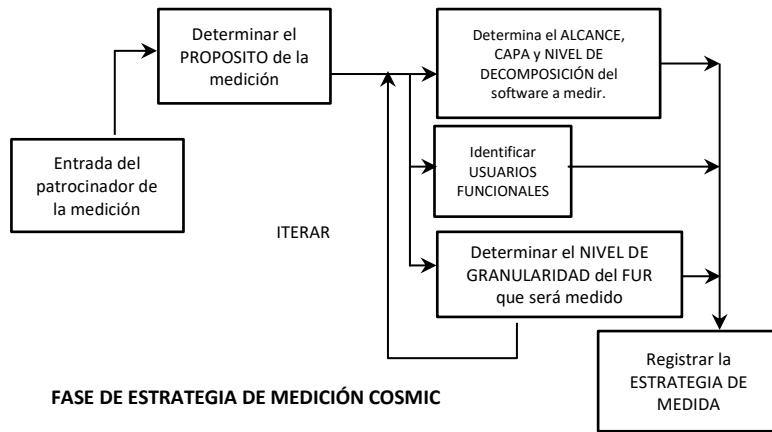 Determinar el
PROPOSITO de la
medición
Determina el ALCANCE,
CAPA y NIVEL DE
DECOMPOSICIÓN del
software a medir.
Entrada del
patrocinador de
la medición
Identificar
USUARIOS
FUNCIONALES
ITERAR
Determinar el NIVEL DE
GRANULARIDAD del FUR
que será medido
Registrar la
ESTRATEGIA DE
MEDIDA
FASE DE ESTRATEGIA DE MEDICIÓN COSMIC